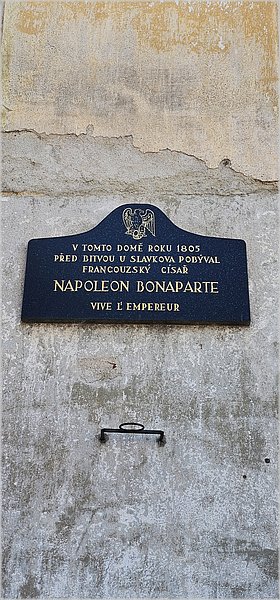 V TOMTO DOMĚ ROKU 1805
PŘED BITVOU U SLAVKOVA POBÝVAL
FRANCOUZSKÝ CÍSAŘ
NAPOLEON BONAPARTE
VIVE L' EMPEREUR